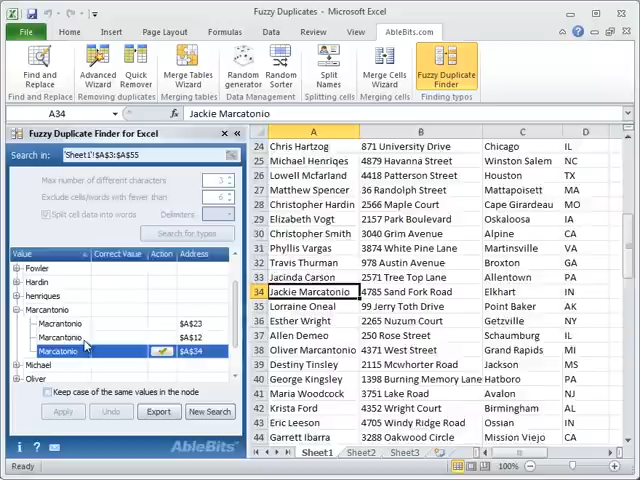 Fuzzy Duplicates - Microsoft Excel
File Home Insert Page Layout Formulas Data Review View AbleBits.com
Find and Replace
Advanced Wizard
Quick Remover
Merge Tables Wizard
Random generator
Random Sorter
Split Names
Merge Cells Wizard
Fuzzy Duplicate Finder
Find and Replace Removing duplicates Merging tables Data Management Splitting cells Merging cells Finding typos
A34 fx Jackie Marcatonio
Fuzzy Duplicate Finder for Excel
Search in: 'Sheet1'!$A$3:$A$55
Max number of different characters 3
Exclude cells/words with fewer than 6
Split cell data into words Delimiters
Search for typos
Value Correct Value Action Address
Fowler
Hardin
henriques
Marcantonio
Macrantonio $A$23
Marcantonio $A$12
Marcatonio $A$34
Michael
Oliver
Keep case of the same values in the node
Apply Undo Export New Search
AbleBits
A B C D
24 Chris Hartzog 871 University Drive Chicago IL
25 Michael Henriqes 4879 Havanna Street Winston Salem NC
26 Lowell Mcfarland 4418 Patterson Street Houston TX
27 Matthew Spencer 36 Randolph Street Mattapoisett MA
28 Christopher Hardin 2566 Maple Court Cape Girardeau MO
29 Elizabeth Vogt 2157 Park Boulevard Oskaloosa IA
30 Christopher Smith 3040 Grim Avenue Alpine CA
31 Phyllis Vargas 3874 White Pine Lane Martinsville VA
32 Travis Thurman 278 Austin Avenue Broxton GA
33 Jacinda Carson 2571 Tree Top Lane Allentown PA
34 Jackie Marcatonio 4785 Sand Fork Road Elkhart IN
35 Lorraine Oneal 99 Jerry Toth Drive Point Baker AK
36 Esther Wright 2265 Nuzum Court Getzville NY
37 Allen Demeo 250 Rose Street Schaumburg IL
38 Oliver Marcantonio 4371 West Street Grand Rapids MI
39 Destiny Tinsley 2115 Mcwhorter Road Jackson MS
40 George Kingsley 1398 Burning Memory Lane Hatboro PA
41 Maria Woodcock 3751 Lake Road Avalon NJ
42 Krista Ford 4352 Wright Court Birmingham AL
43 Eric Leeson 4705 Windy Ridge Road Ossian IN
44 Garrett Ibarra 3288 Oakwood Circle Mission Viejo CA
Sheet1 Sheet2 Sheet3
Ready 100%